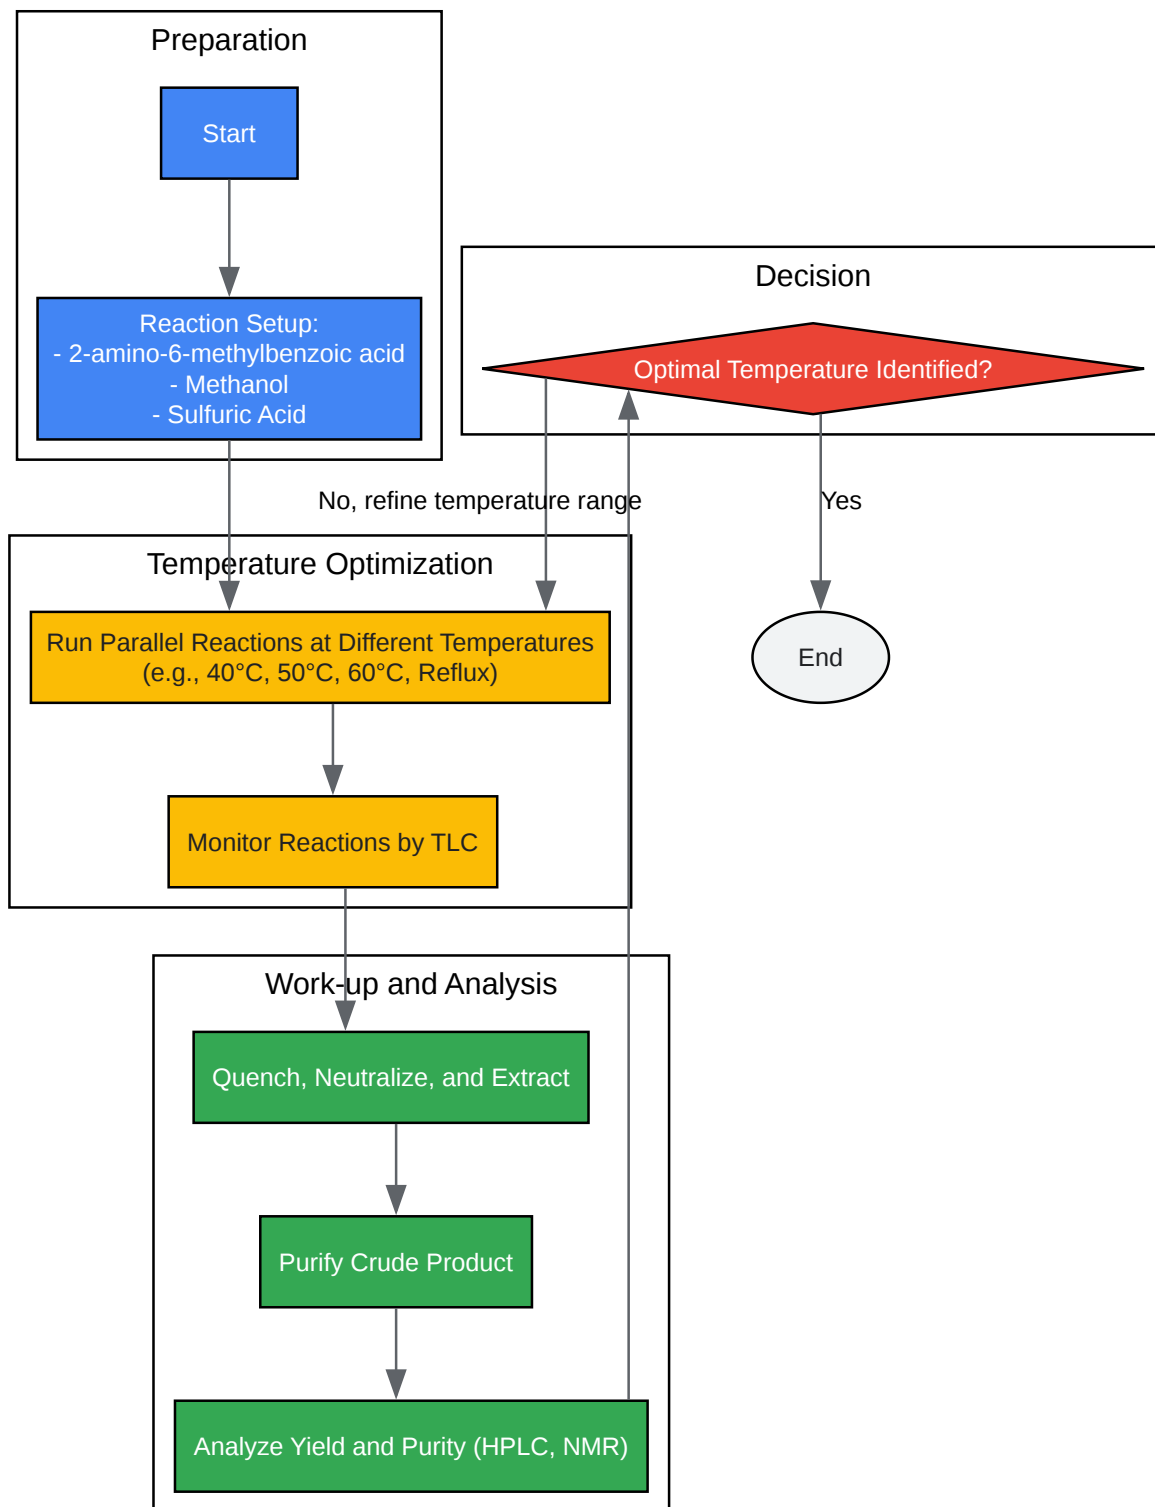 Preparation
Start
Reaction Setup:
- 2-amino-6-methylbenzoic acid
- Methanol
- Sulfuric Acid
Decision
Optimal Temperature Identified?
No, refine temperature range
Yes
Temperature Optimization
Run Parallel Reactions at Different Temperatures
(e.g., 40°C, 50°C, 60°C, Reflux)
End
Monitor Reactions by TLC
Work-up and Analysis
Quench, Neutralize, and Extract
Purify Crude Product
Analyze Yield and Purity (HPLC, NMR)